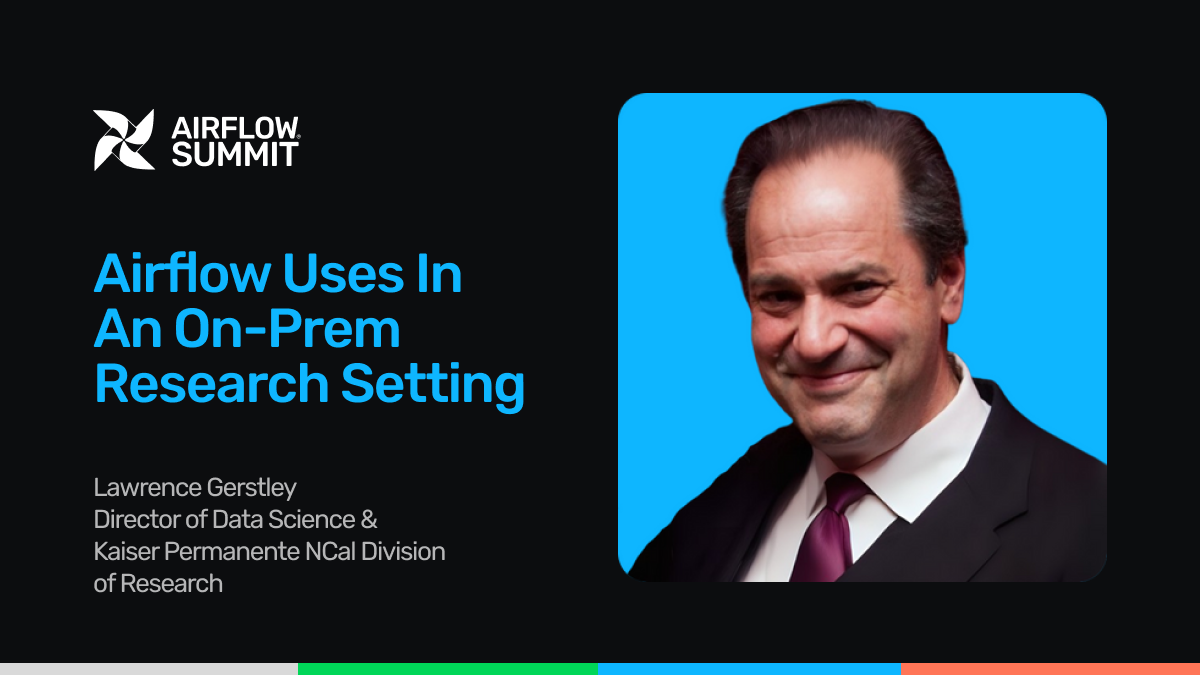 AIRFLOW
SUMMIT
Airflow Uses In
An On-Prem
Research Setting
Lawrence Gerstley
Director of Data Science &
Kaiser Permanente NCal Division
of Research